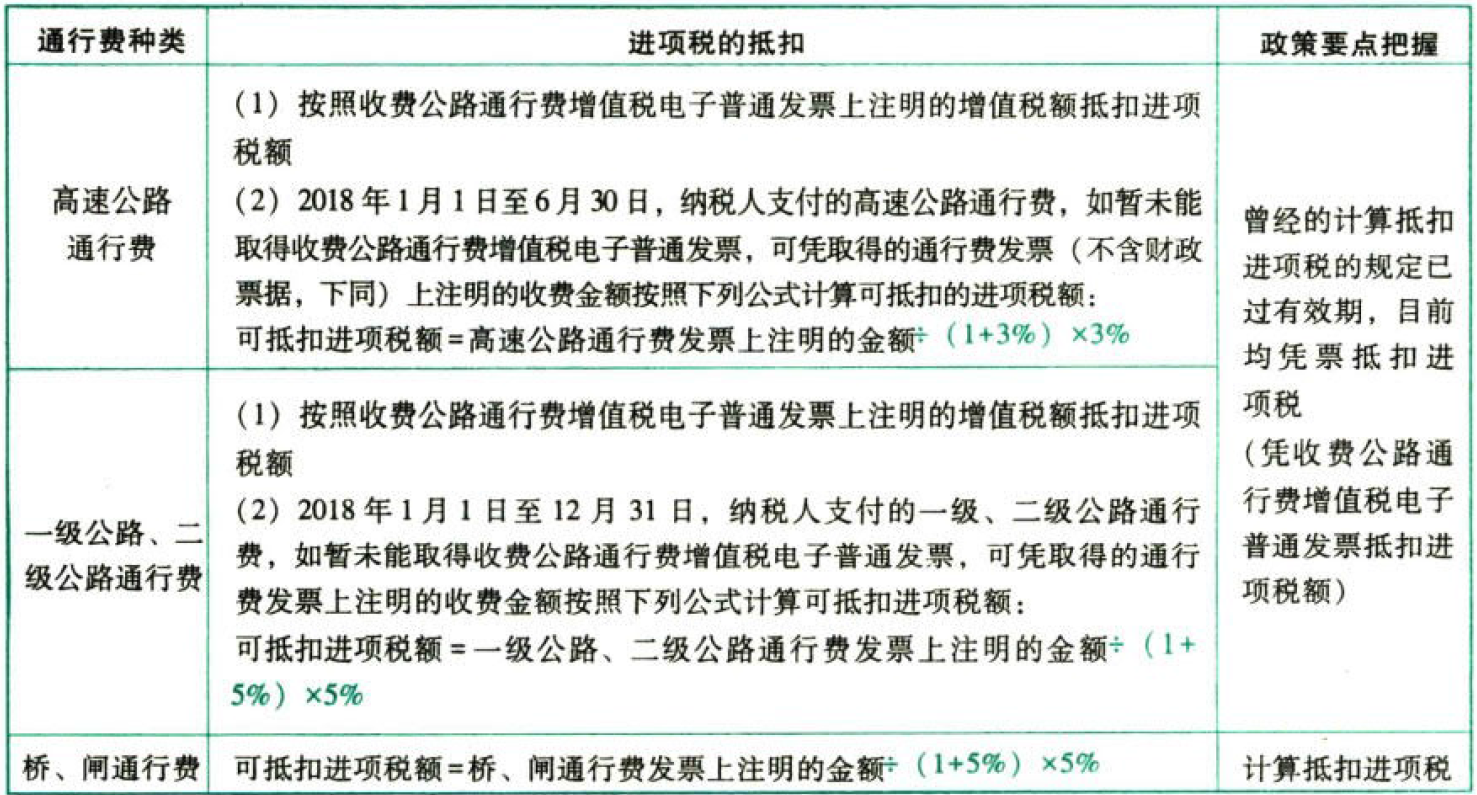 通行费种类
进项税的抵扣
政策要点把握
高速公路
通行费
(1) 按照收费公路通行费增值税电子普通发票上注明的增值税额抵扣进项
税额
(2) 2018 年 1 月 1 日至 6 月 30 日，纳税人支付的高速公路通行费，如暂未能
取得收费公路通行费增值税电子普通发票，可凭取得的通行费发票（不含财政
票据，下同）上注明的收费金额按照下列公式计算可抵扣的进项税额：
可抵扣进项税额=高速公路通行费发票上注明的金额÷（1+3%）×3%
一级公路、二
级公路通行费
(1) 按照收费公路通行费增值税电子普通发票上注明的增值税额抵扣进项
税额
(2) 2018 年 1 月 1 日至 12 月 31 日，纳税人支付的一级、二级公路通行
费，如暂未能取得收费公路通行费增值税电子普通发票，可凭取得的通行
费发票上注明的收费金额按照下列公式计算可抵扣进项税额：
可抵扣进项税额=一级公路、二级公路通行费发票上注明的金额÷（1+
5%）×5%
曾经的计算抵扣
进项税的规定已
过有效期，目前
均凭票抵扣进
项税
（凭收费公路通
行费增值税电子
普通发票抵扣进
项税额）
桥、闸通行费
可抵扣进项税额=桥、闸通行费发票上注明的金额÷（1+5%）×5%
计算抵扣进项税